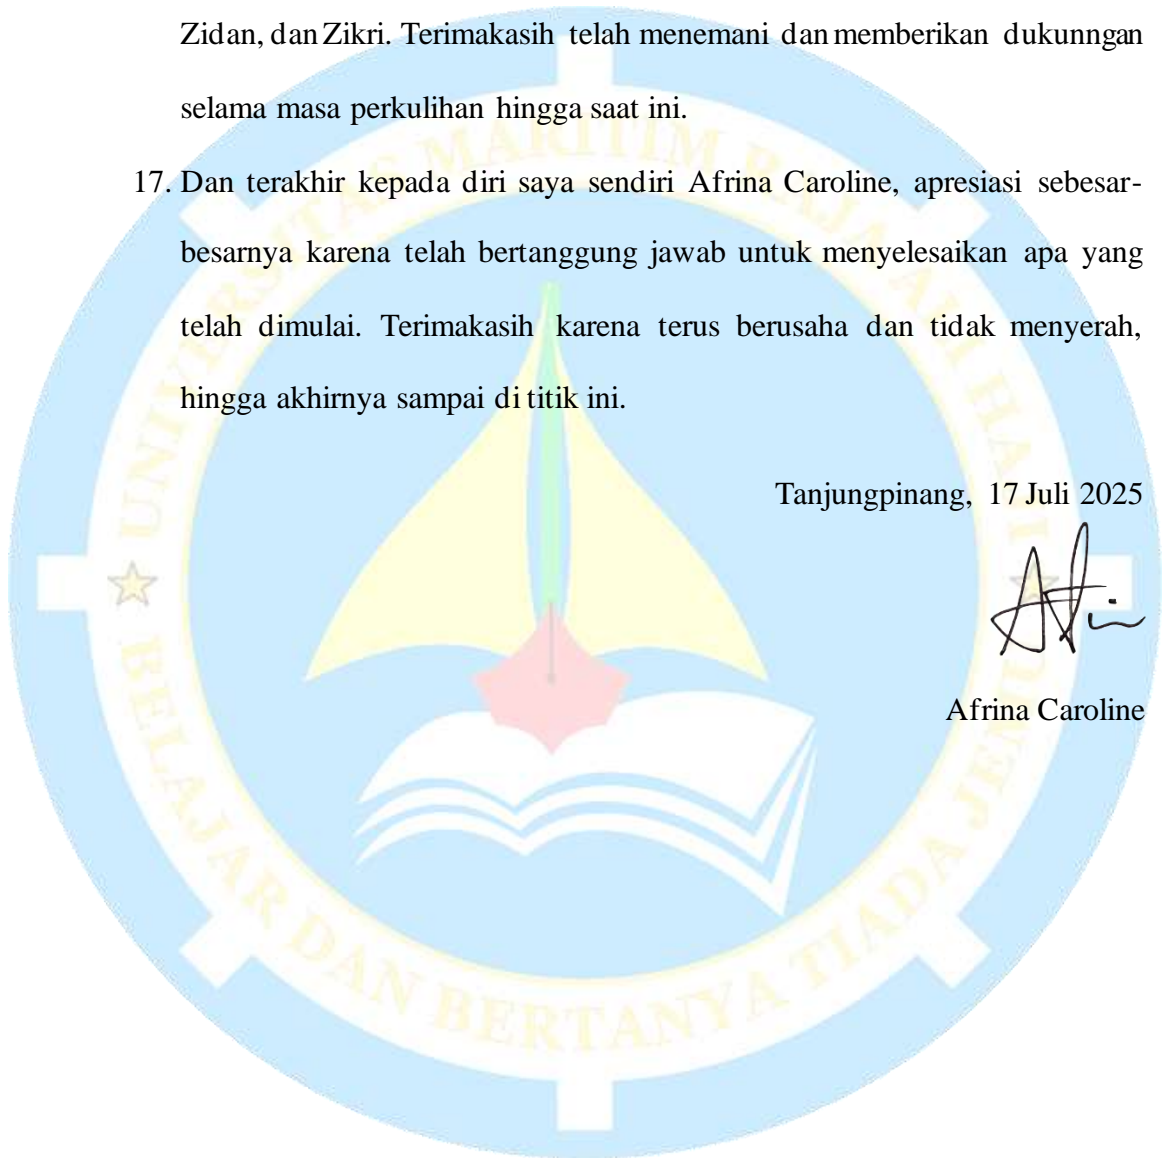 Zidan, dan Zikri. Terimakasih telah menemani dan memberikan dukunngan
selama masa perkulihan hingga saat ini.
17. Dan terakhir kepada diri saya sendiri Afrina Caroline, apresiasi sebesar-
besarnya karena telah bertanggung jawab untuk menyelesaikan apa yang
telah dimulai. Terimakasih karena terus berusaha dan tidak menyerah,
hingga akhirnya sampai di titik ini.
Tanjungpinang, 17 Juli 2025
Afrina Caroline
UNIVERSITAS MARITIM RAJA ALI HAJI
BELAJAR DAN BERTANYA TIADA JEMU